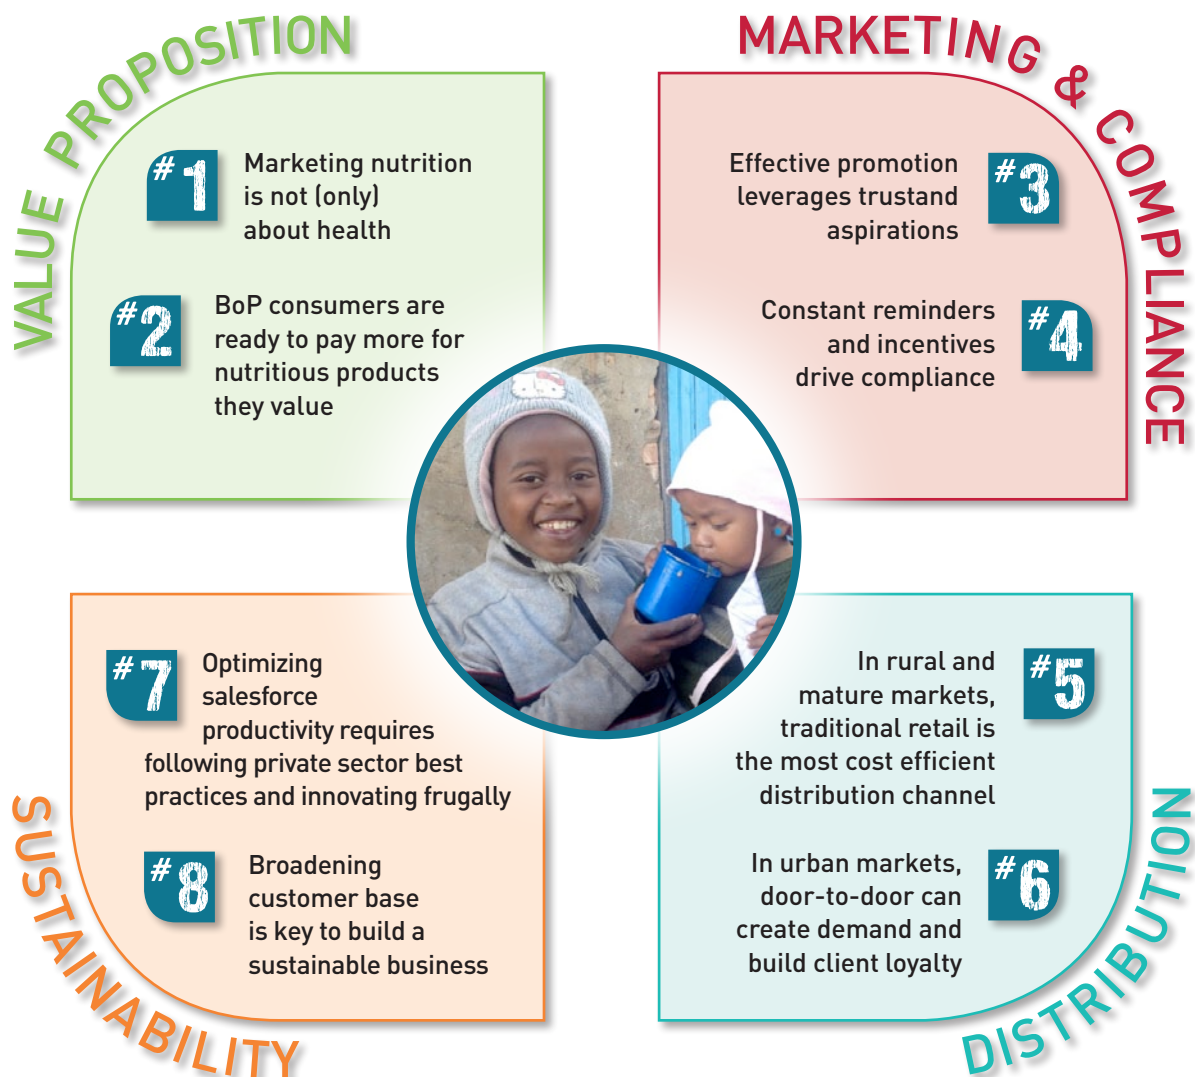 VALUE PROPOSITION
#1
Marketing nutrition
is not (only)
about health
#2
BoP consumers are
ready to pay more for
nutritious products
they value
MARKETING & COMPLIANCE
Effective promotion
leverages trustand
aspirations
#3
Constant reminders
and incentives
drive compliance
#4
In rural and
mature markets,
traditional retail is
the most cost efficient
distribution channel
#5
In urban markets,
door-to-door can
create demand and
build client loyalty
#6
DISTRIBUTION
#7
Optimizing
salesforce
productivity requires
following private sector best
practices and innovating frugally
#8
Broadening
customer base
is key to build a
sustainable business
SUSTAINABILITY